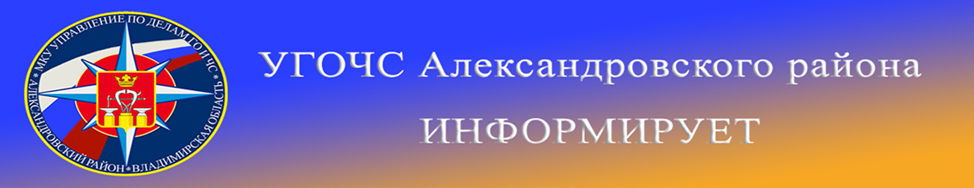 МКУ УПРАВЛЕНИЕ ПО ДЕЛАМ ГО И ЧС
* АЛЕКСАНДРОВСКИЙ РАЙОН * ВЛАДИМИРСКАЯ ОБЛАСТЬ *
УГОЧС Александровского района
ИНФОРМИРУЕТ